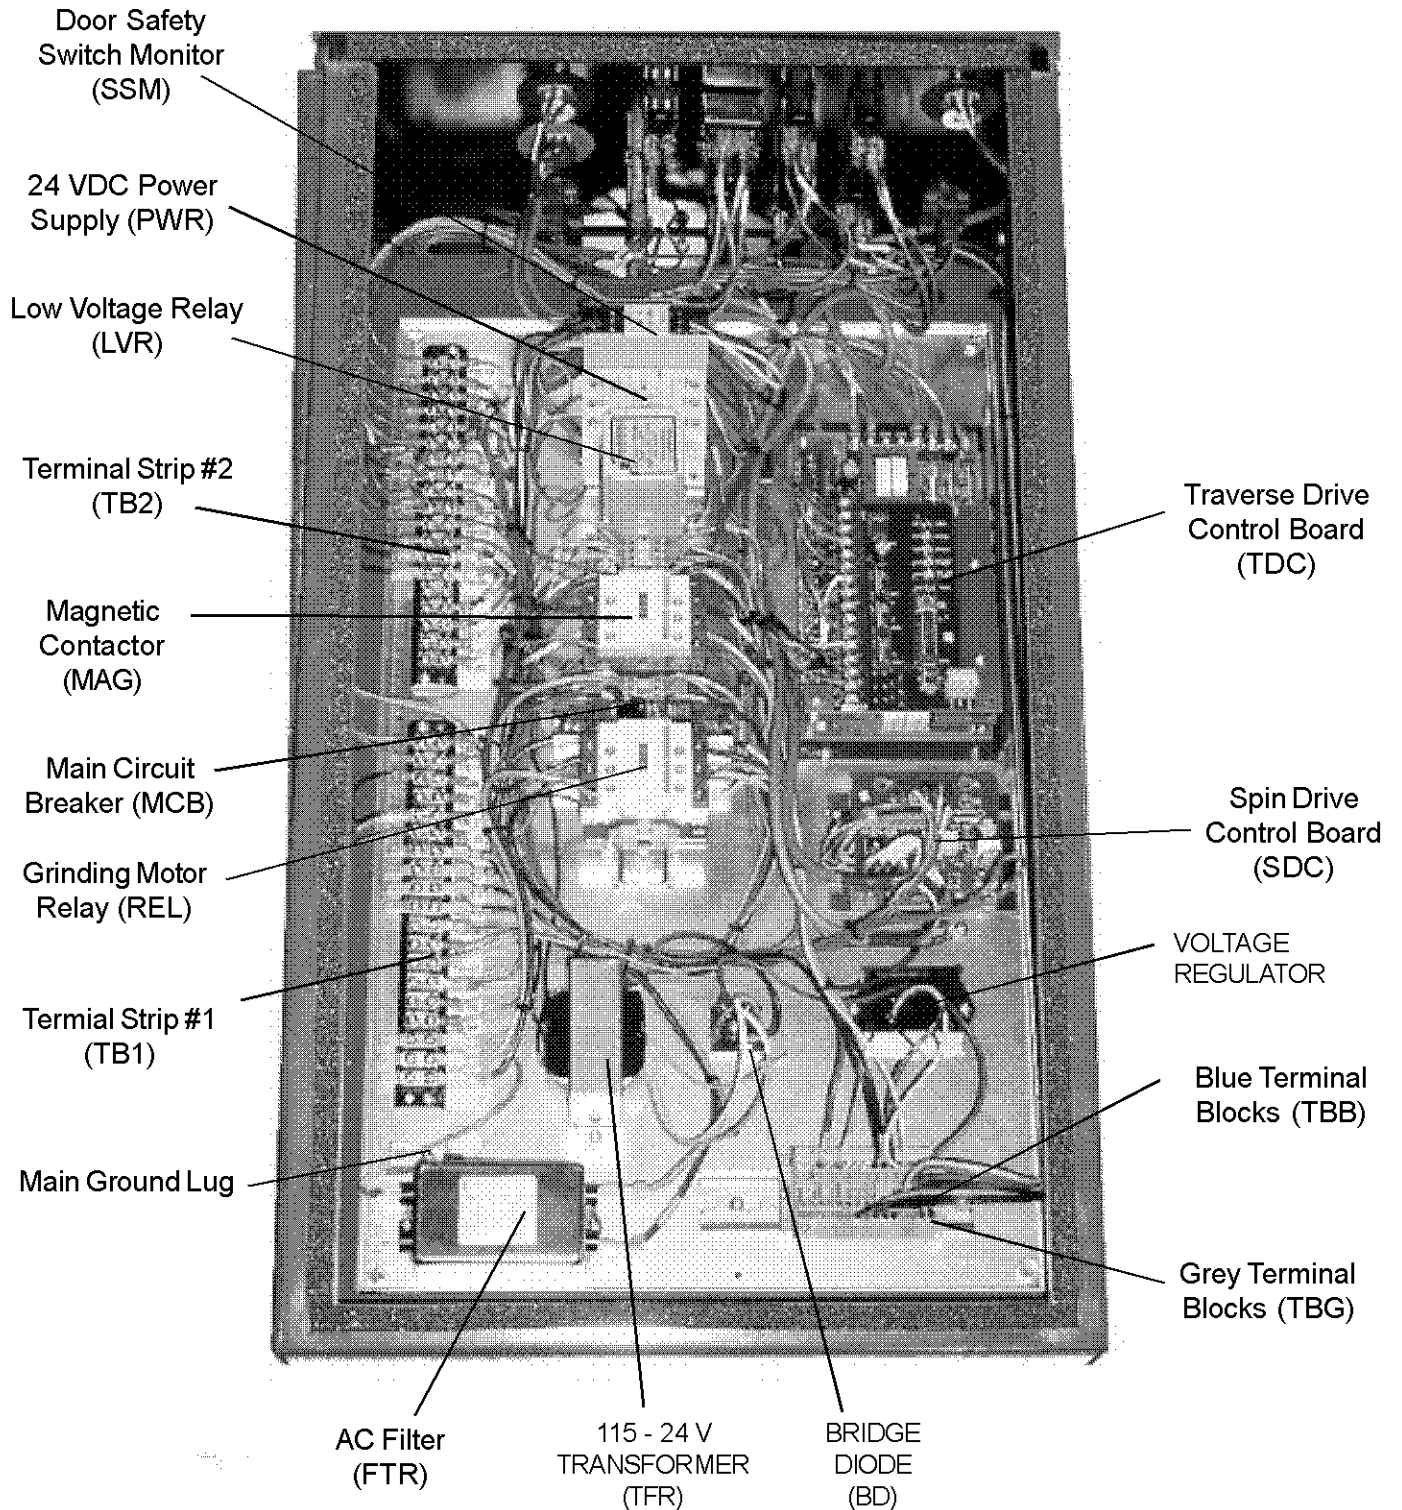 Door Safety
Switch Monitor
(SSM)
24 VDC Power
Supply (PWR)
Low Voltage Relay
(LVR)
Terminal Strip #2
(TB2)
Magnetic
Contactor
(MAG)
Main Circuit
Breaker (MCB)
Grinding Motor
Relay (REL)
Termial Strip #1
(TB1)
Main Ground Lug
AC Filter
(FTR)
115 - 24 V
TRANSFORMER
(TFR)
BRIDGE
DIODE
(BD)
Traverse Drive
Control Board
(TDC)
Spin Drive
Control Board
(SDC)
VOLTAGE
REGULATOR
Blue Terminal
Blocks (TBB)
Grey Terminal
Blocks (TBG)